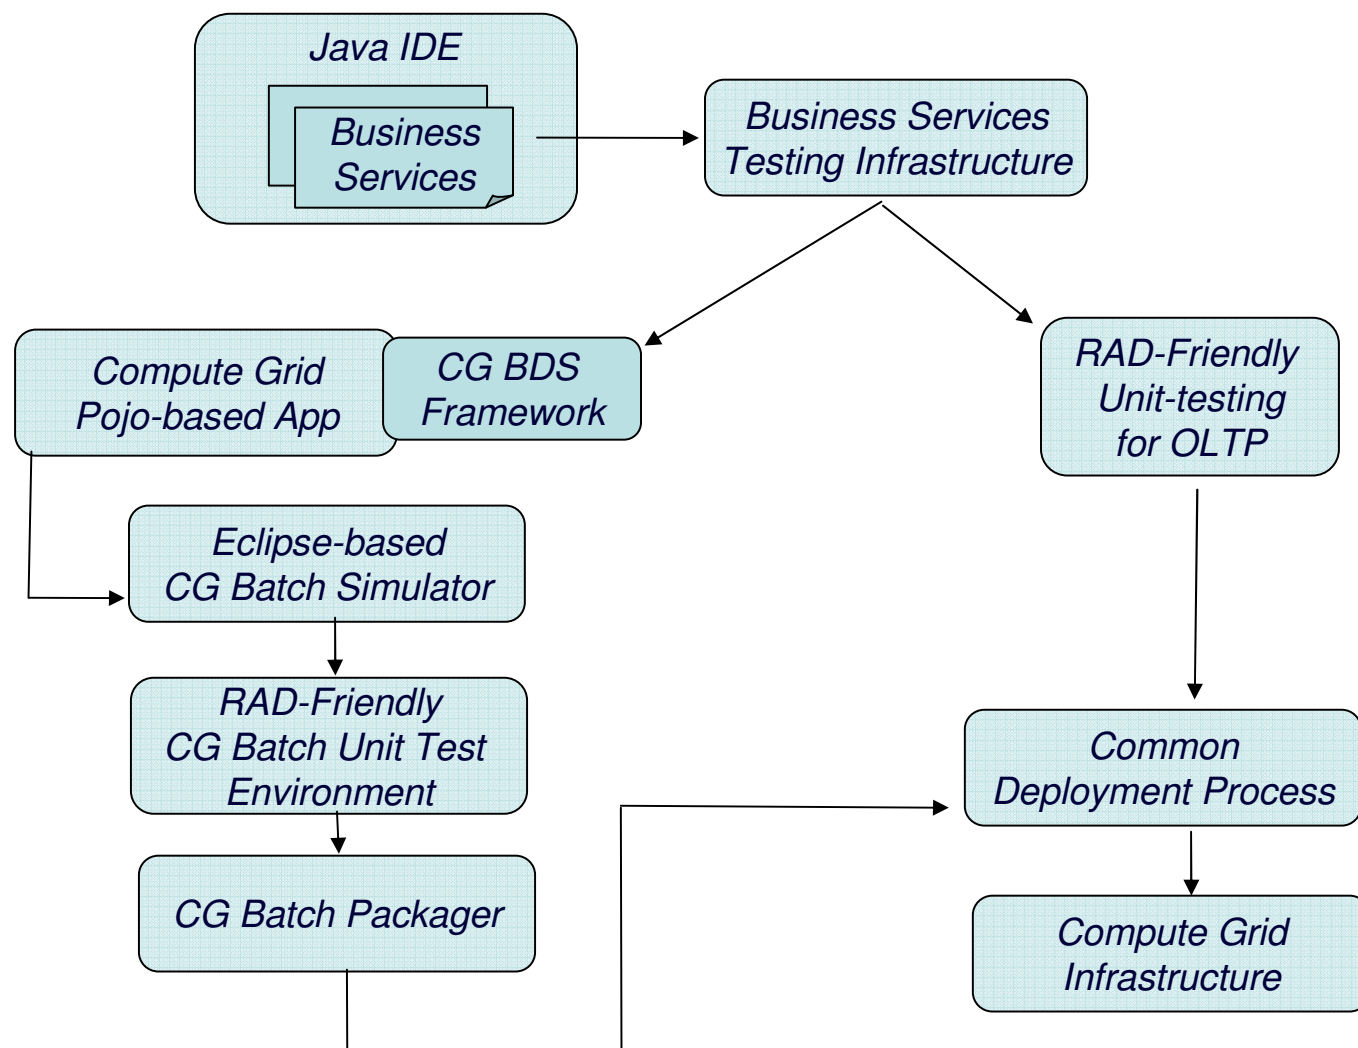 Java IDE
Business
Services
Business Services
Testing Infrastructure
Compute Grid
Pojo-based App
CG BDS
Framework
RAD-Friendly
Unit-testing
for OLTP
Eclipse-based
CG Batch Simulator
RAD-Friendly
CG Batch Unit Test
Environment
Common
Deployment Process
CG Batch Packager
Compute Grid
Infrastructure